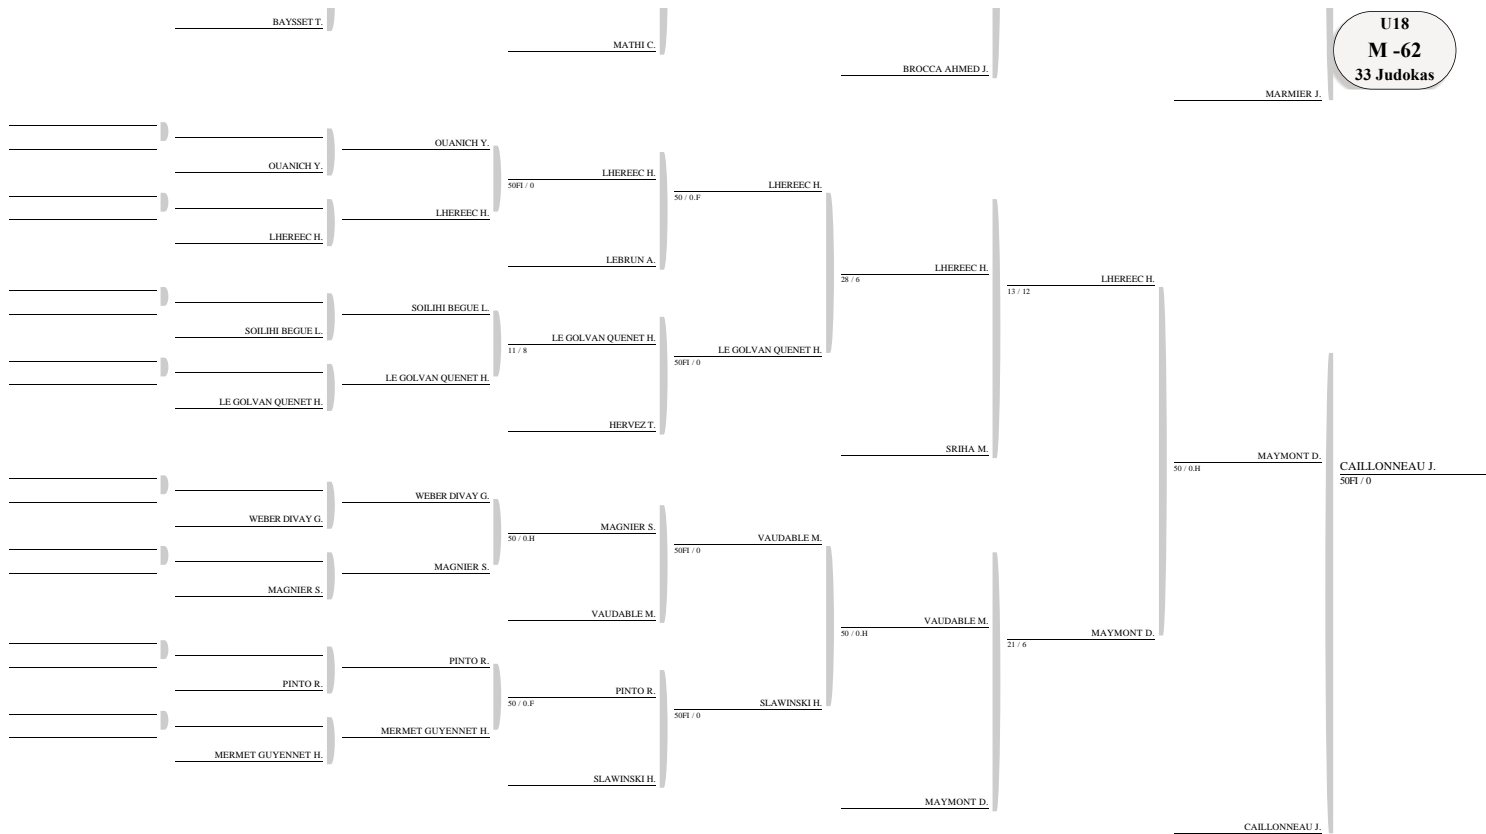 BAYSSET T.
MATHI C.
BROCCA AHMED J.
MARMIER J.
U18
M -62
33 Judokas
OUANICH Y.
OUANICH Y.
LHEREEC H.
50FI / 0
LHEREEC H.
50 / 0.F
LHEREEC H.
LHEREEC H.
LEBRUN A.
LHEREEC H.
28 / 6
LHEREEC H.
13 / 12
SOILIHI BEGUE L.
SOILIHI BEGUE L.
LE GOLVAN QUENET H.
11 / 8
LE GOLVAN QUENET H.
50FI / 0
LE GOLVAN QUENET H.
LE GOLVAN QUENET H.
HERVEZ T.
SRIHA M.
MAYMONT D.
50 / 0.H
CAILLONNEAU J.
50FI / 0
WEBER DIVAY G.
WEBER DIVAY G.
MAGNIER S.
50 / 0.H
VAUDABLE M.
50FI / 0
MAGNIER S.
MAGNIER S.
VAUDABLE M.
VAUDABLE M.
50 / 0.H
MAYMONT D.
21 / 6
PINTO R.
PINTO R.
PINTO R.
50 / 0.F
SLAWINSKI H.
50FI / 0
MERMET GUYENNET H.
MERMET GUYENNET H.
SLAWINSKI H.
MAYMONT D.
CAILLONNEAU J.